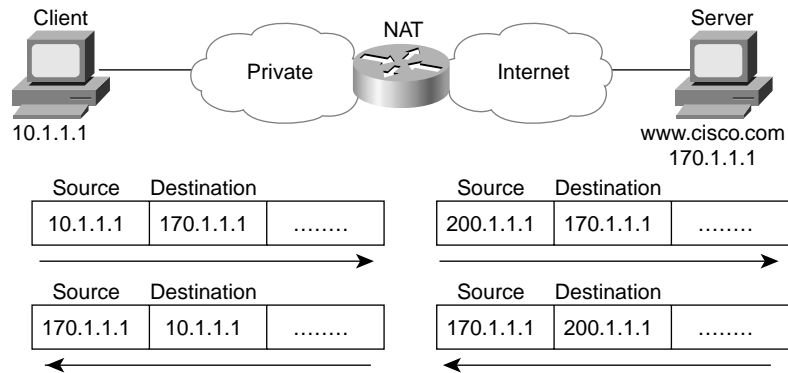 Client
NAT
Server
Private
Internet
10.1.1.1
www.cisco.com
170.1.1.1
Source Destination
10.1.1.1 170.1.1.1 ........
Source Destination
200.1.1.1 170.1.1.1 ........
Source Destination
170.1.1.1 10.1.1.1 ........
Source Destination
170.1.1.1 200.1.1.1 ........